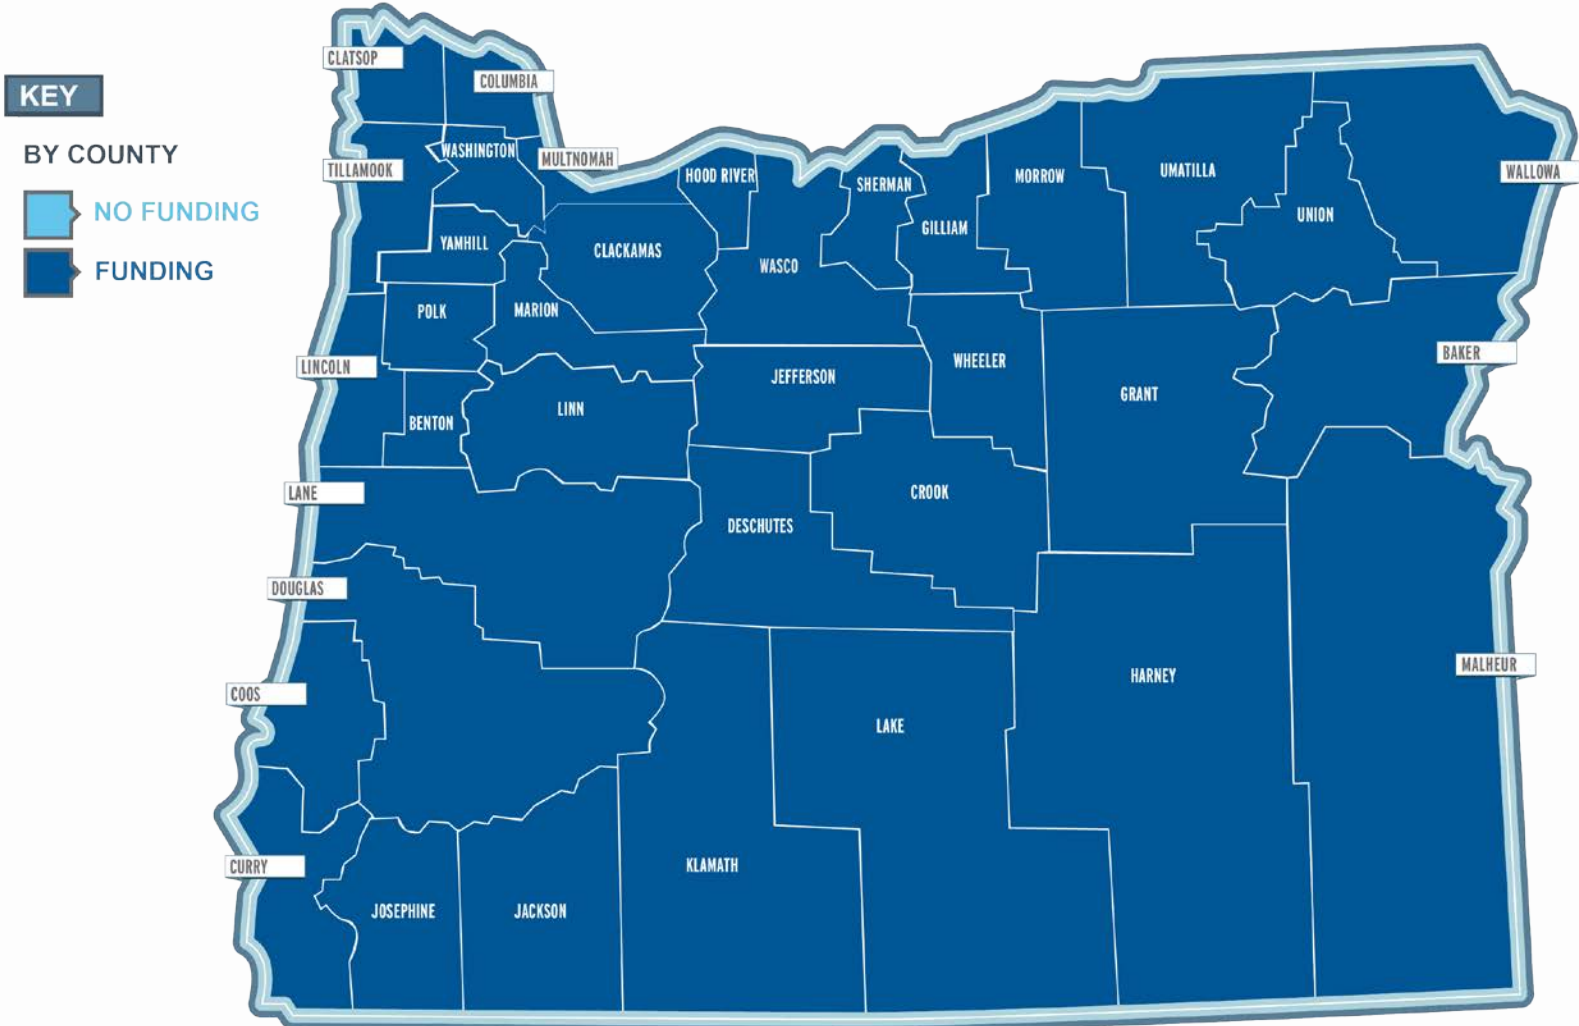 KEY
BY COUNTY
NO FUNDING
FUNDING
CLATSOP
COLUMBIA
TILLAMOOK
WASHINGTON
MULTNOMAH
HOOD RIVER
SHERMAN
GILLIAM
MORROW
UMATILLA
WALLOWA
UNION
YAMHILL
CLACKAMAS
WASCO
POLK
MARION
LINCOLN
JEFFERSON
WHEELER
BAKER
GRANT
BENTON
LINN
LANE
CROOK
DESCHUTES
DOUGLAS
HARNEY
MALHEUR
COOS
LAKE
CURRY
KLAMATH
JOSEPHINE
JACKSON